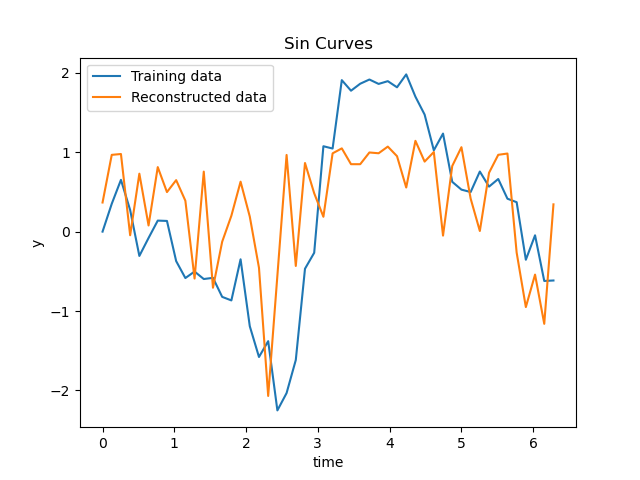 Sin Curves
Training data
Reconstructed data
2
1
0
−1
−2
y
0 1 2 3 4 5 6
time